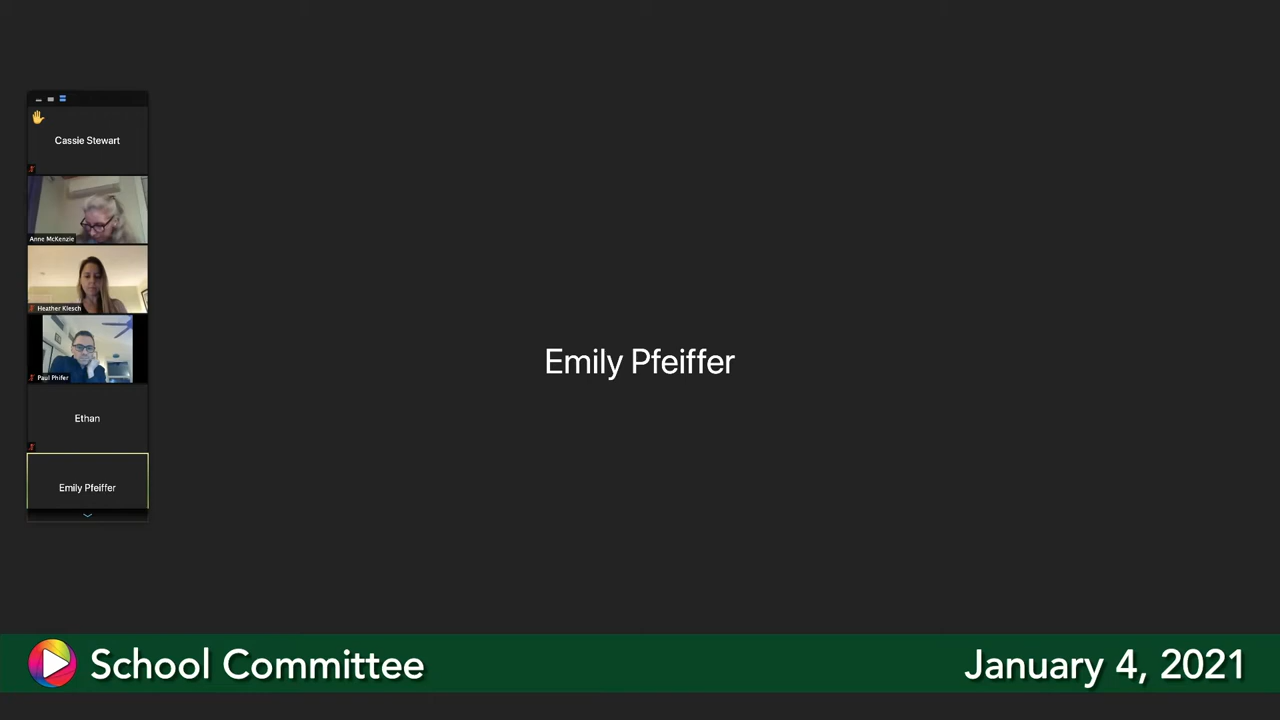 Cassie Stewart
Anne McKenzie
Heather Klesch
Paul Phifer
Ethan
Emily Pfeiffer
Emily Pfeiffer
School Committee
January 4, 2021